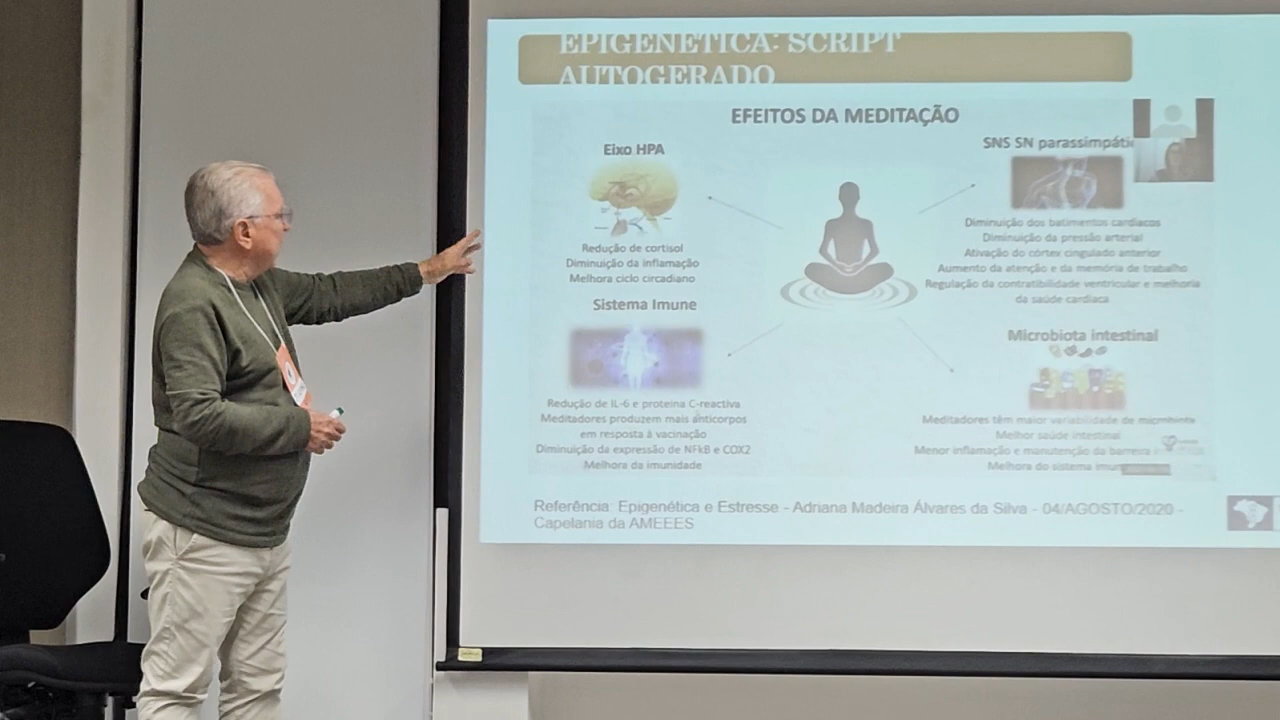 EPIGENÉTICA: SCRIPT
AUTOGERADO
EFEITOS DA MEDITAÇÃO
Eixo HPA
Redução de cortisol
Diminuição da inflamação
Melhora ciclo circadiano
SNS SN parassimpáti
Diminuição dos batimentos cardíacos
Diminuição da pressão arterial
Ativação do córtex cingulado anterior
Aumento da atenção e da memória de trabalho
Regulação da contratibilidade ventricular e melhoria
da saúde cardíaca
Sistema Imune
Redução de IL-6 e proteína C-reactiva
Meditadores produzem mais anticorpos
em resposta à vacinação
Diminuição da expressão de NFkB e COX2
Melhora da imunidade
Microbiota intestinal
Meditadores têm maior variabilidade de microbiota
Melhor saúde intestinal
Menor inflamação e manutenção da barreira
Melhora do sistema imun
Referência: Epigenética e Estresse - Adriana Madeira Álvares da Silva - 04/AGOSTO/2020 -
Capelania da AMEEES